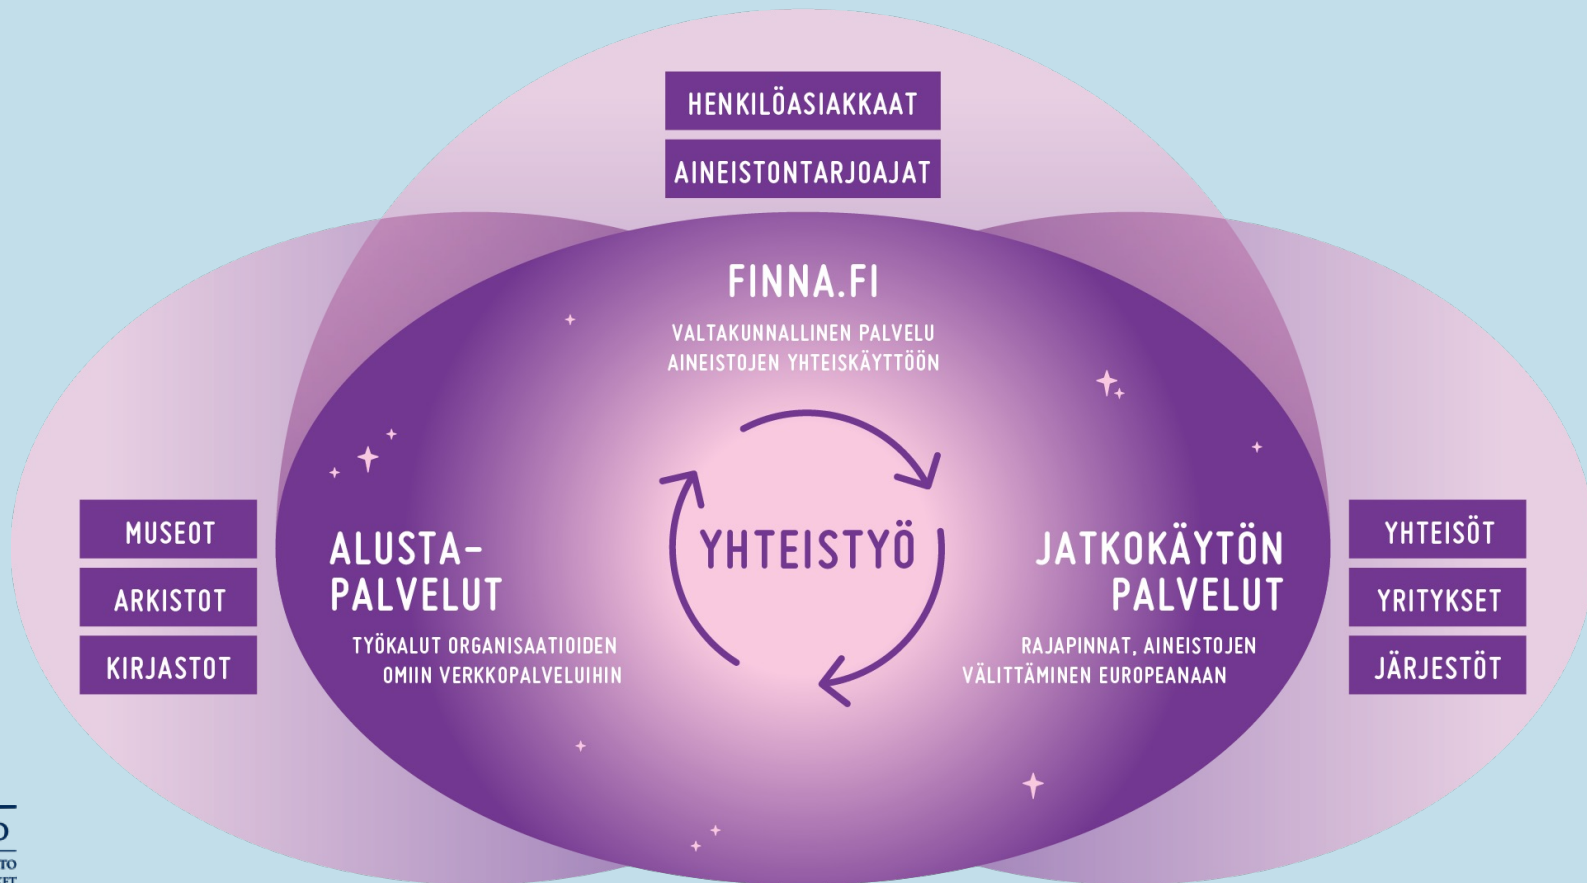 HENKILÖASIAKKAAT
AINEISTONTARJOAJAT
FINNA.FI
VALTAKUNNALLINEN PALVELU
AINEISTOJEN YHTEISKÄYTTÖÖN
MUSEOT
ARKISTOT
KIRJASTOT
ALUSTA-
PALVELUT
TYÖKALUT ORGANISAATIOIDEN
OMIIN VERKKOPALVELUIHIN
YHTEISTYÖ
JATKOKÄYTÖN
PALVELUT
RAJAPINNAT, AINEISTOJEN
VÄLITTÄMINEN EUROPEANAAN
YHTEISÖT
YRITYKSET
JÄRJESTÖT